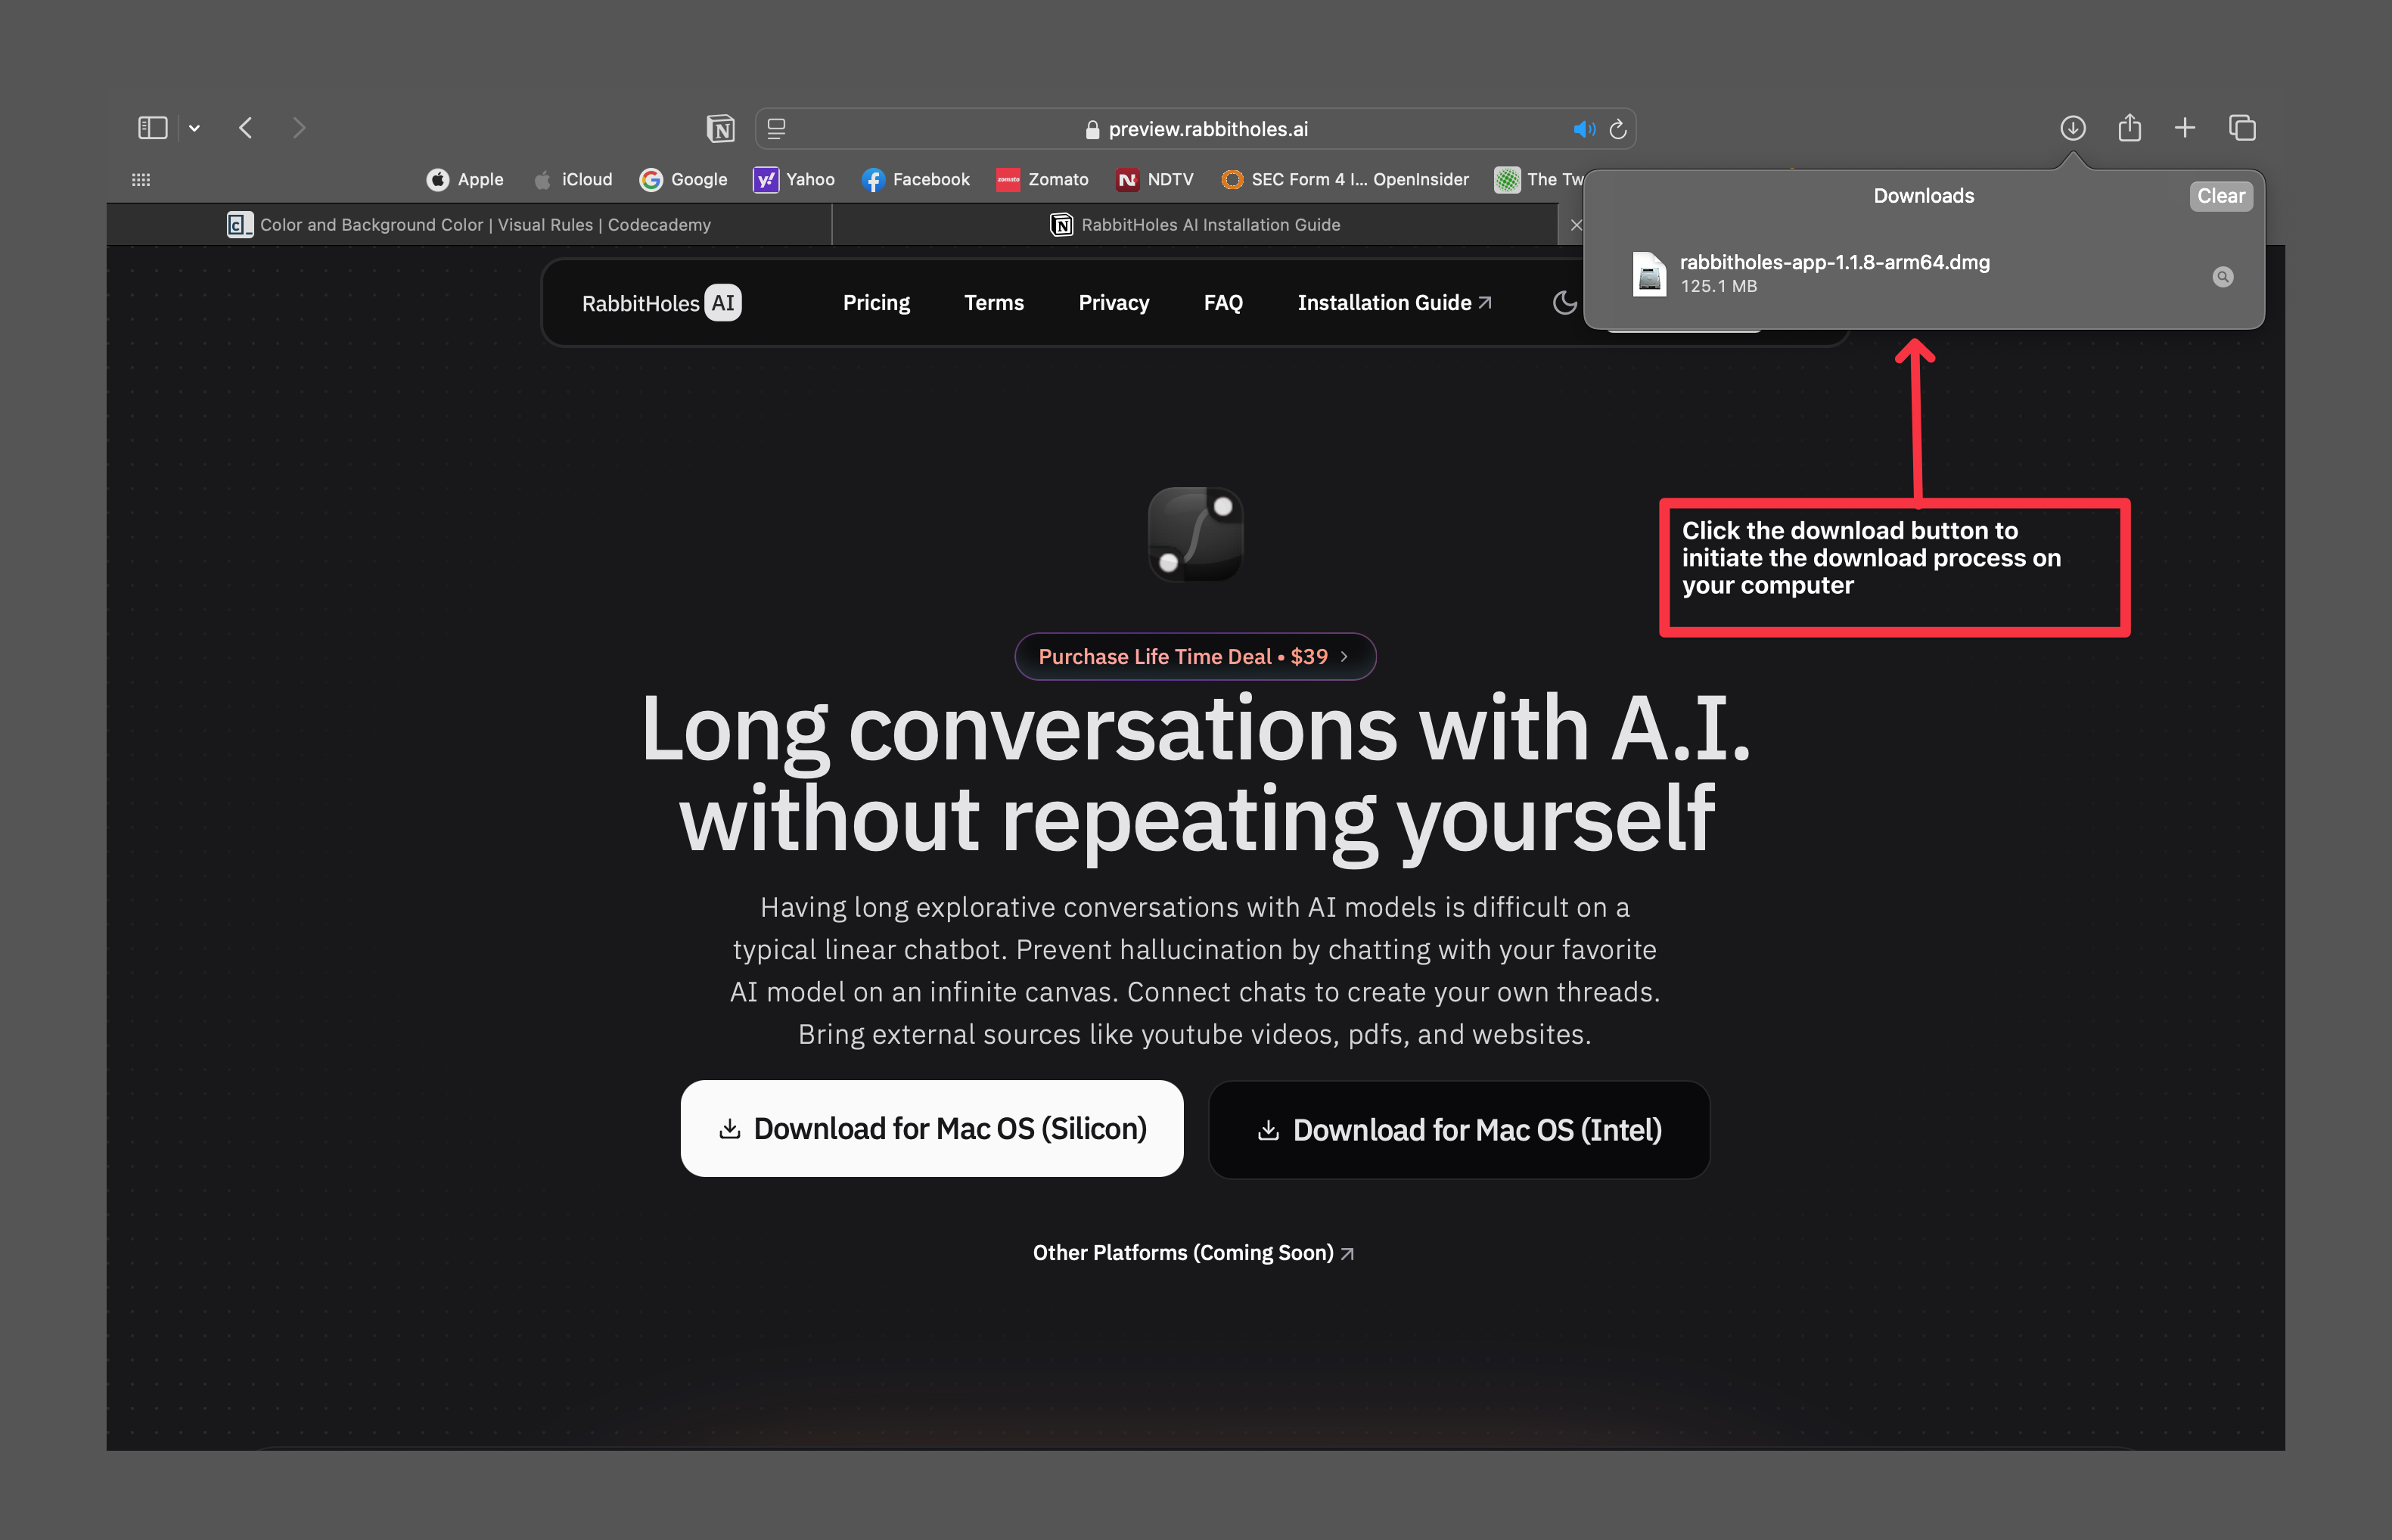 preview.rabbitholes.ai
Apple
iCloud
Google
Yahoo
Facebook
zomato
Zomato
N
NDTV
SEC Form 4 I... OpenInsider
The Tw
Downloads
Clear
Color and Background Color | Visual Rules | Codecademy
RabbitHoles AI Installation Guide
rabbitholes-app-1.1.8-arm64.dmg
125.1 MB
RabbitHoles AI
Pricing
Terms
Privacy
FAQ
Installation Guide
Click the download button to
initiate the download process on
your computer
Purchase Life Time Deal • $39
Long conversations with A.I.
without repeating yourself
Having long explorative conversations with AI models is difficult on a
typical linear chatbot. Prevent hallucination by chatting with your favorite
AI model on an infinite canvas. Connect chats to create your own threads.
Bring external sources like youtube videos, pdfs, and websites.
Download for Mac OS (Silicon)
Download for Mac OS (Intel)
Other Platforms (Coming Soon)